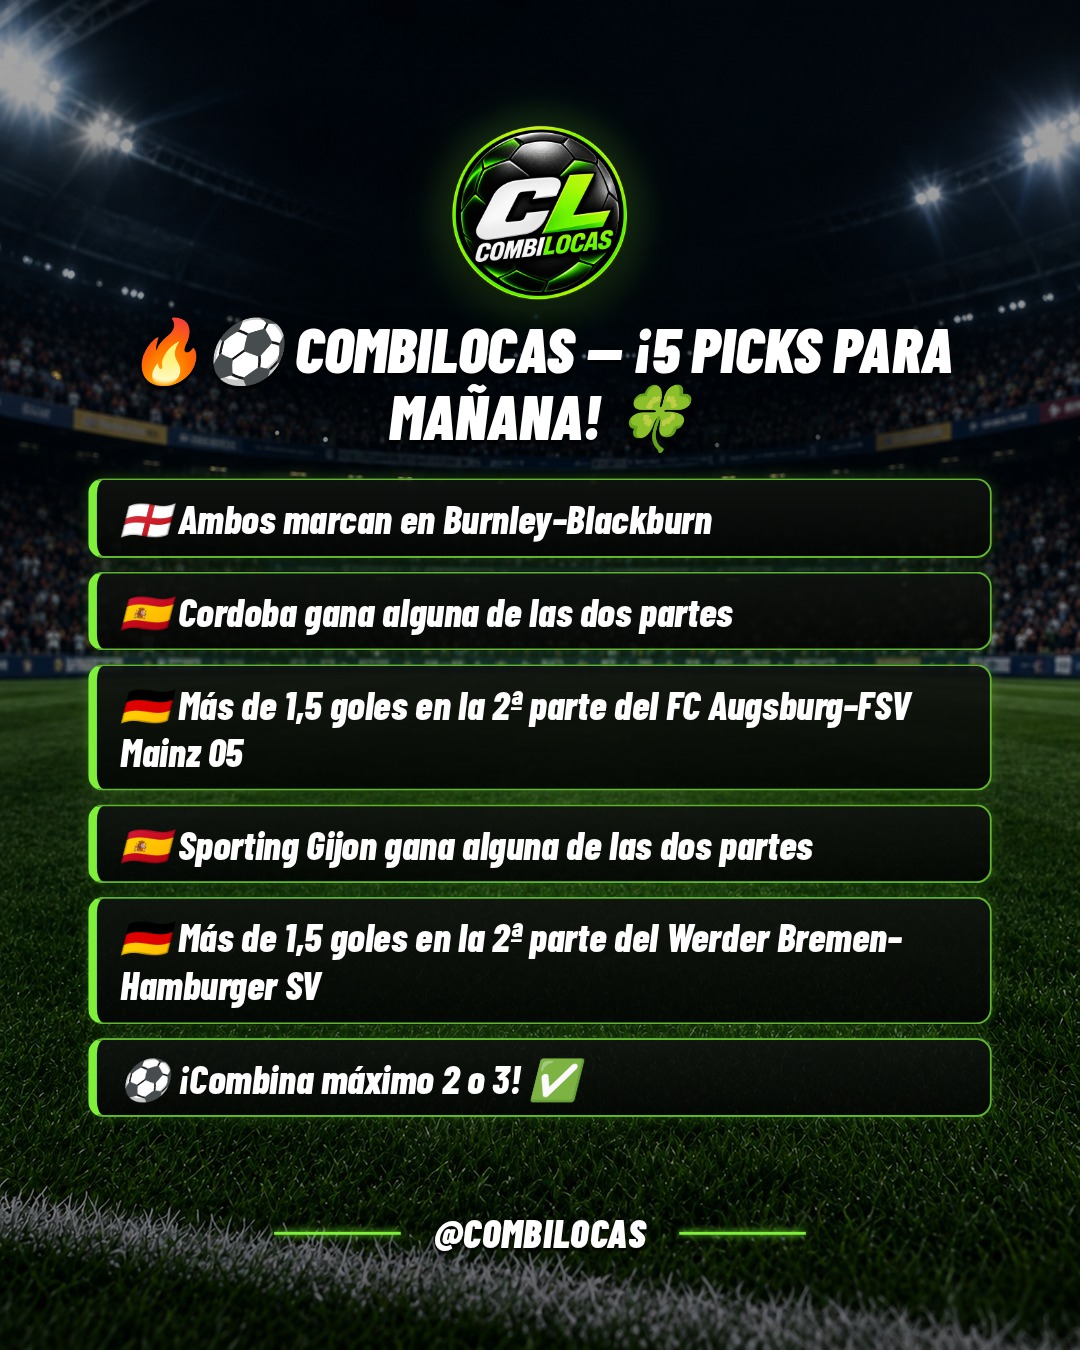 CL
COMBILOCAS
🔥⚽ COMBILOCAS – ¡5 PICKS PARA
MAÑANA! 🍀
🏴󠁧󠁢󠁥󠁮󠁧󠁿 Ambos marcan en Burnley-Blackburn
🇪🇸 Cordoba gana alguna de las dos partes
🇩🇪 Más de 1,5 goles en la 2ª parte del FC Augsburg-FSV
Mainz 05
🇪🇸 Sporting Gijon gana alguna de las dos partes
🇩🇪 Más de 1,5 goles en la 2ª parte del Werder Bremen-
Hamburger SV
⚽ ¡Combina máximo 2 o 3! ✅
@COMBILOCAS